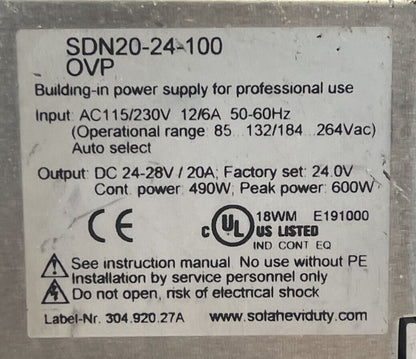 SDN20-24-100
OVP
Building-in power supply for professional use
Input: AC115/230V 12/6A 50-60Hz
(Operational range: 85...132/184...264Vac)
Auto select
Output: DC 24-28V / 20A; Factory set: 24.0V
Cont. power: 490W; Peak power: 600W
CE c UL US LISTED 18WM E191000
IND CONT EQ
See instruction manual. No use without PE
Installation by service personnel only
Do not open, risk of electrical shock
Label-Nr. 304.920.27A www.solaheviduty.com